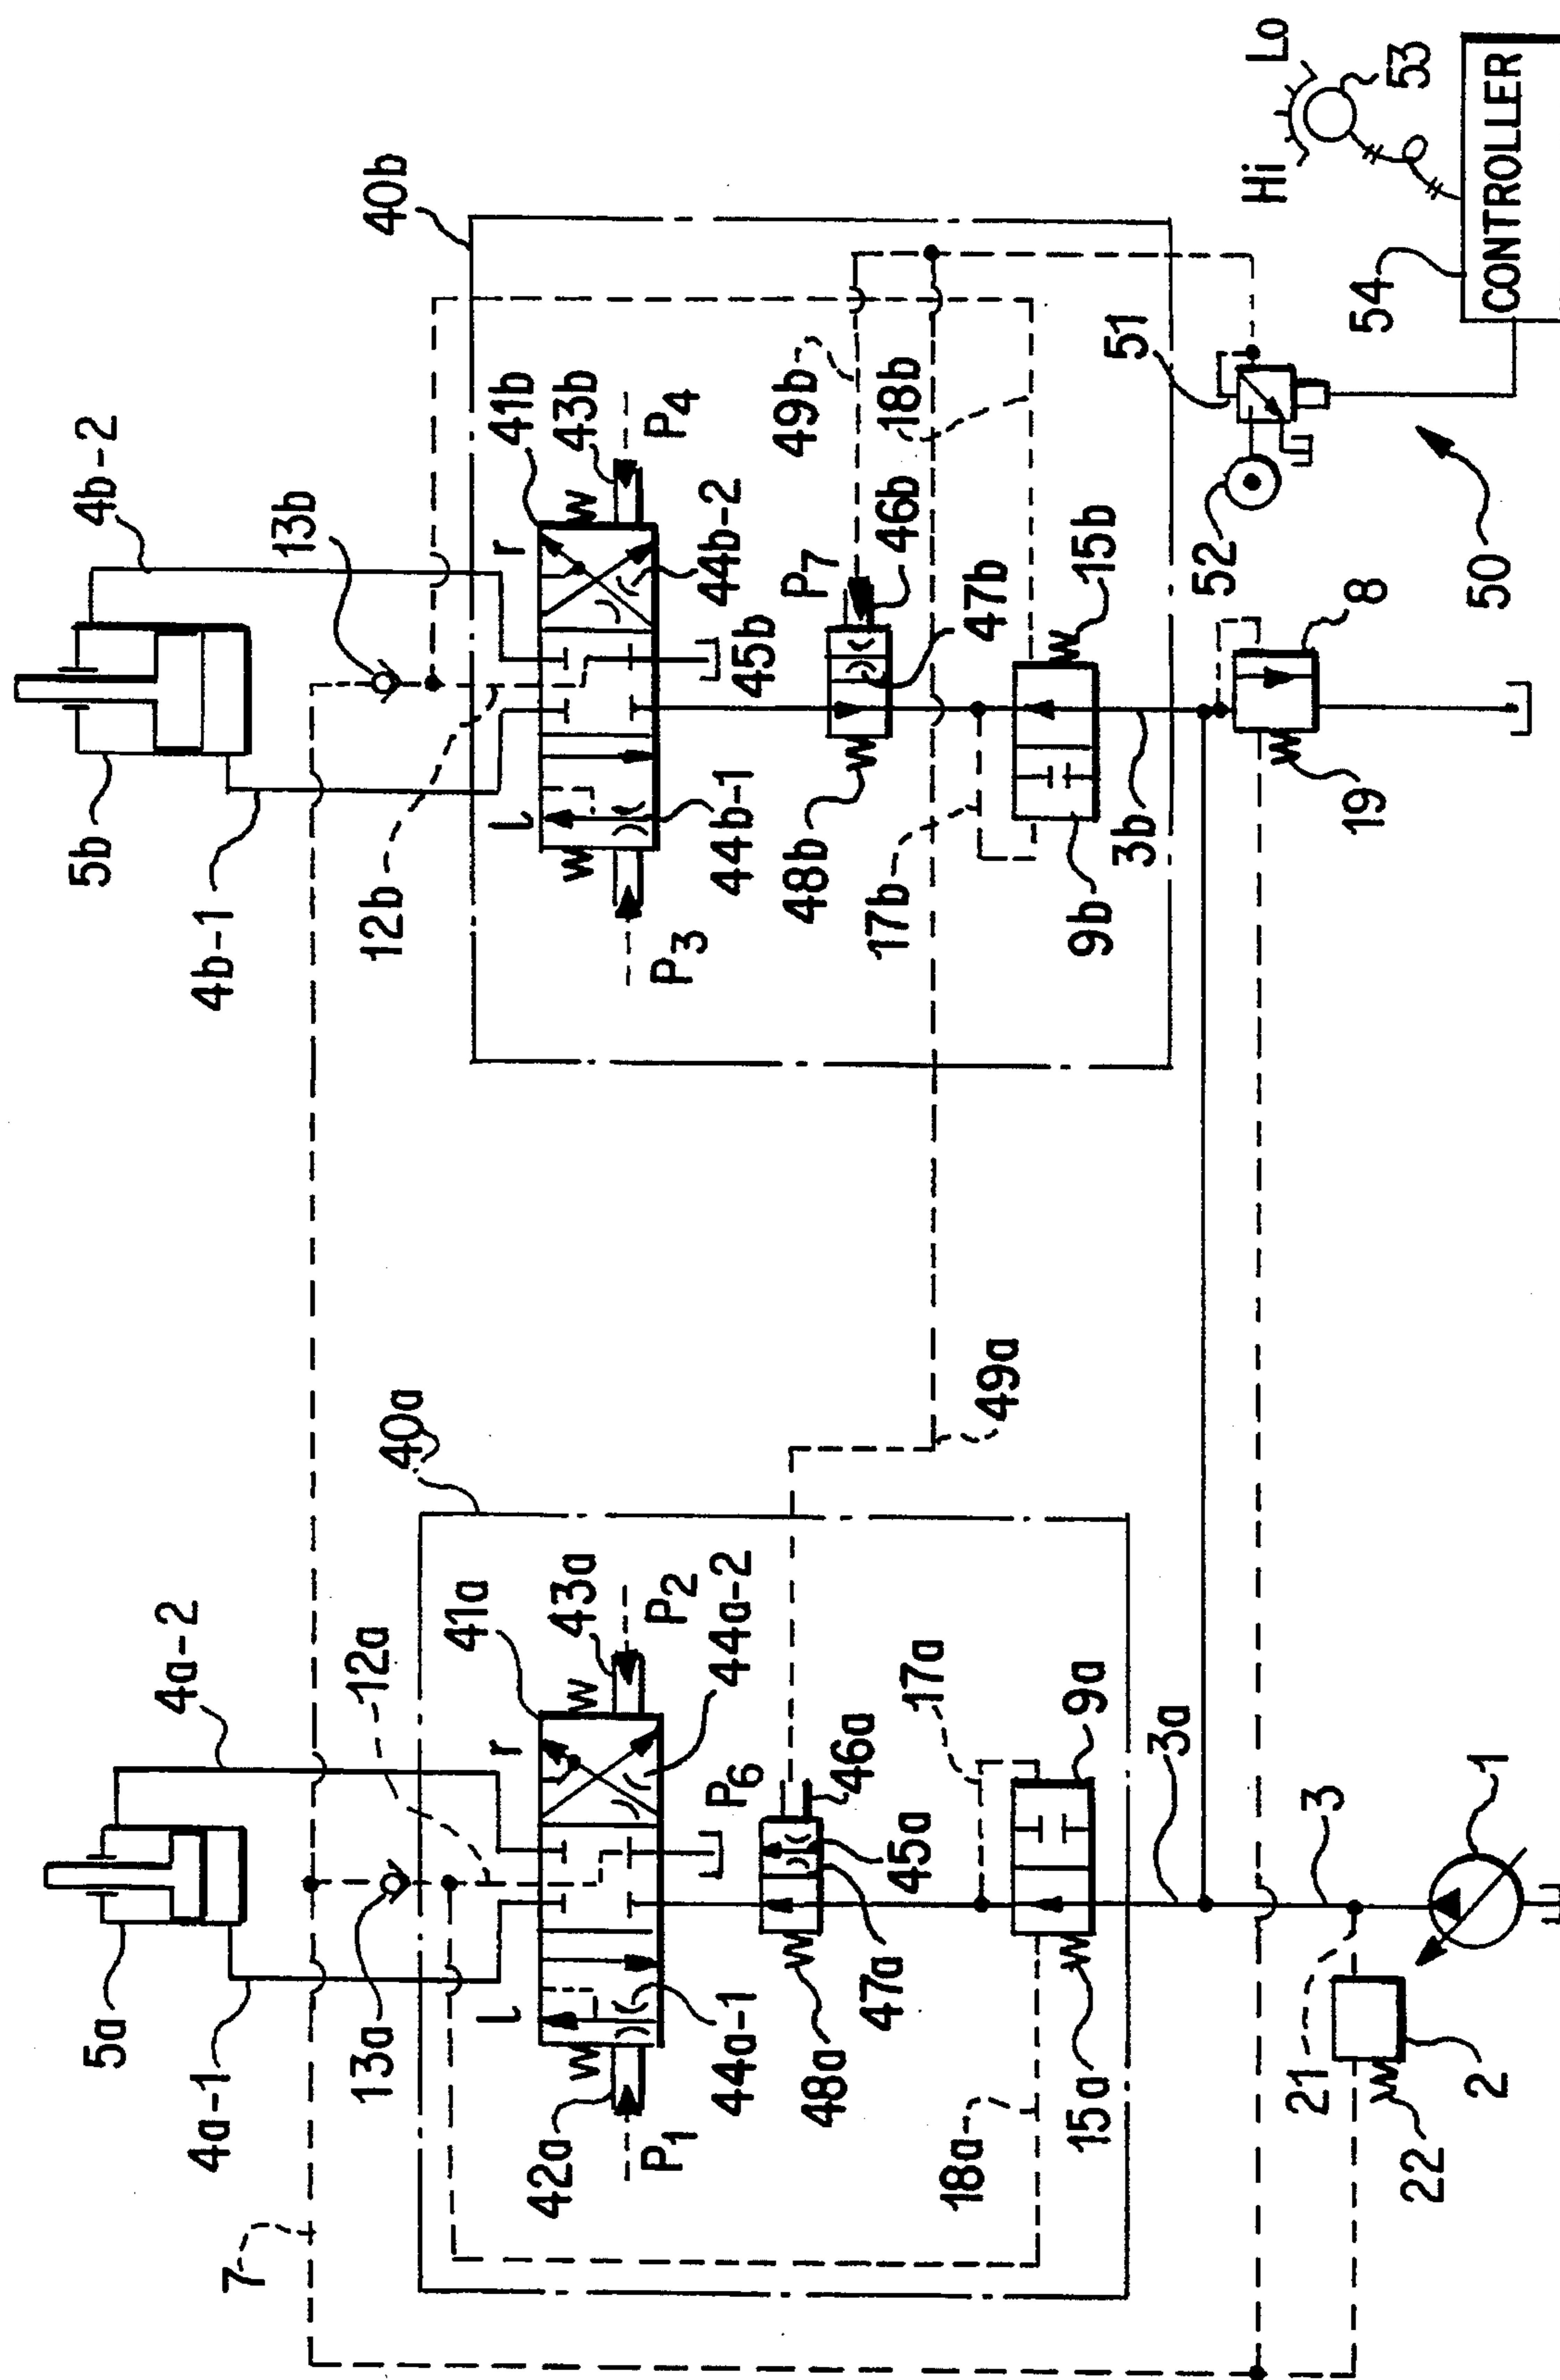 Lo
Hi
53
CONTROLLER
54
40b
51
52
50
4b-2
13b
5b
4b-1
12b
41b
43b
P4
r
l
44b-2
45b
44b-1
P3
49b
18b
P7
46b
47b
48b
15b
17b
9b
3b
8
19
40a
49a
4a-2
12a
5a
4a-1
13a
41a
43a
P2
r
l
44a-2
42a
P1
44a-1
P6
46a
45a
47a
48a
17a
9a
18a
15a
3a
3
1
21
2
22
7